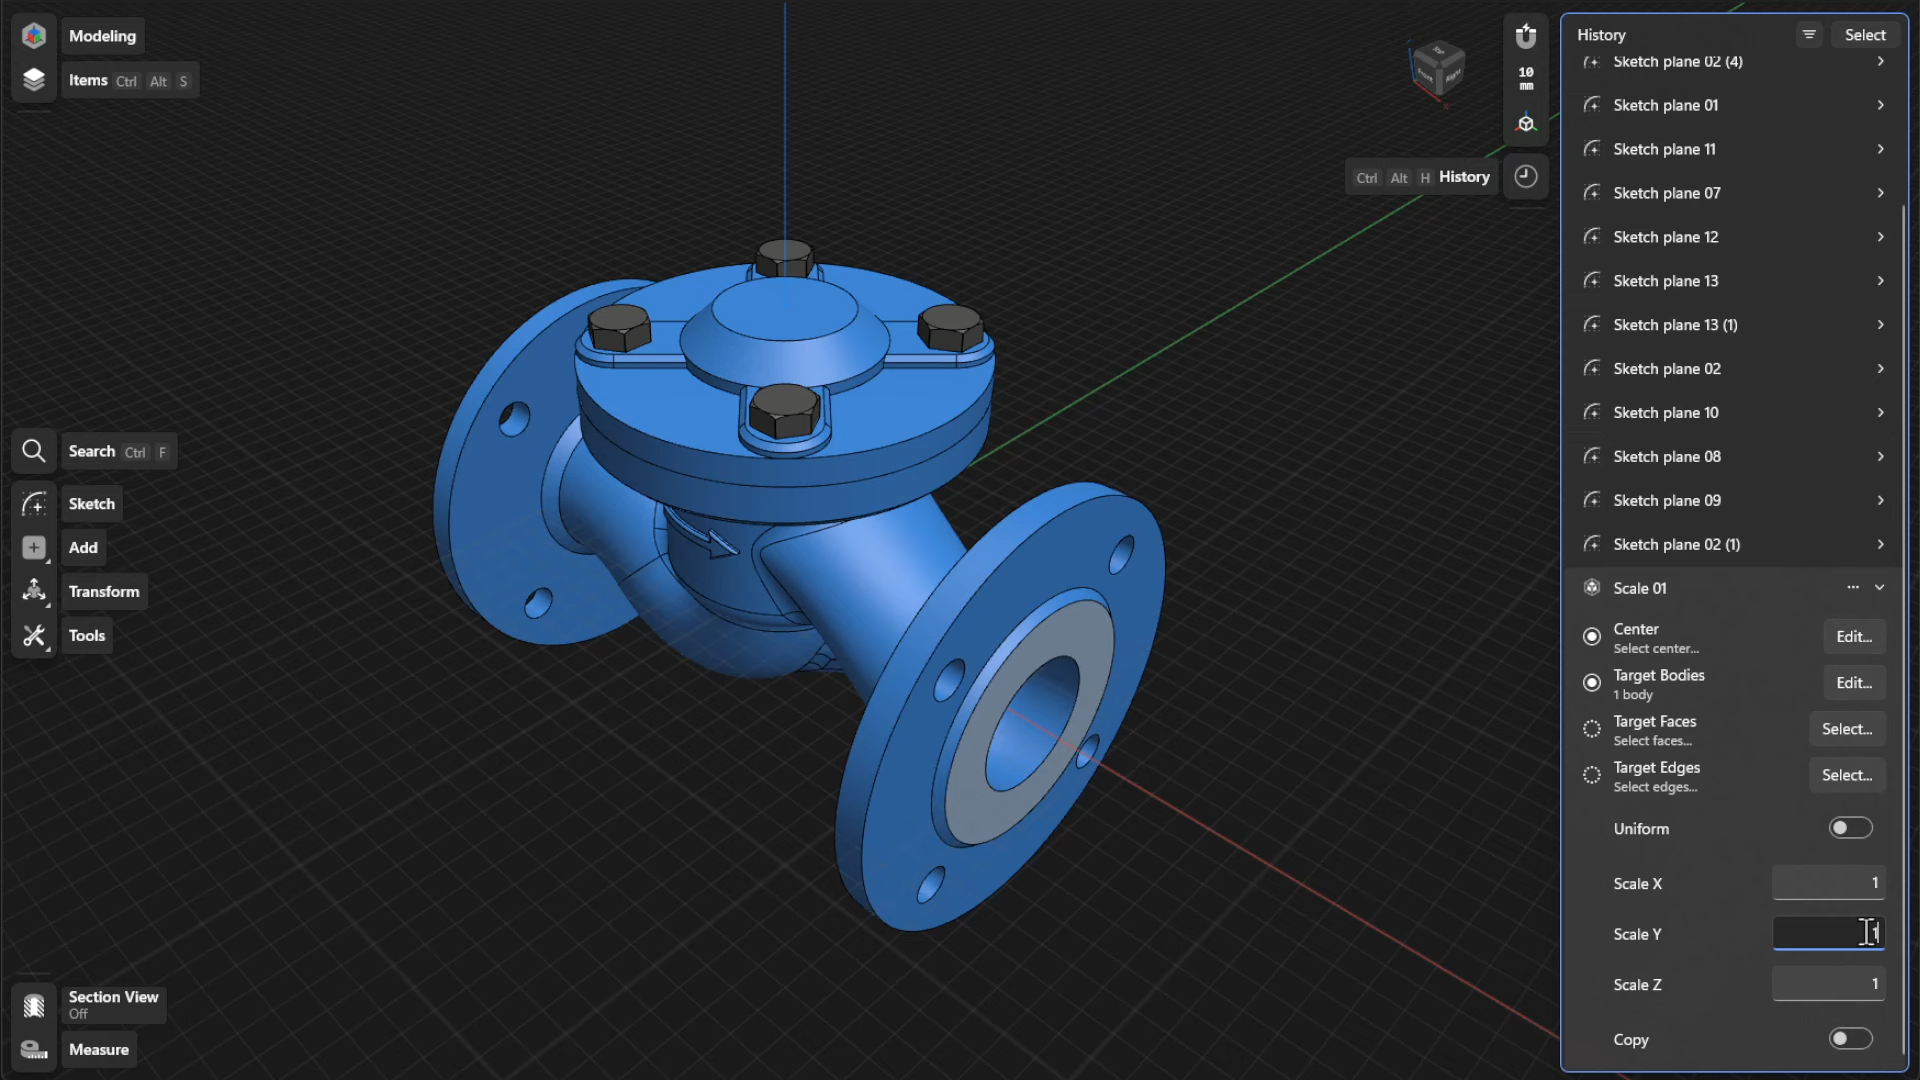 Modeling
Items Ctrl Alt S
Search Ctrl F
Sketch
Add
Transform
Tools
Section View
Off
Measure
Top
Front
Right
X
10
mm
Ctrl Alt H History
History
Select
Sketch plane 02 (4)
Sketch plane 01
Sketch plane 11
Sketch plane 07
Sketch plane 12
Sketch plane 13
Sketch plane 13 (1)
Sketch plane 02
Sketch plane 10
Sketch plane 08
Sketch plane 09
Sketch plane 02 (1)
Scale 01
Center
Select center...
Edit...
Target Bodies
1 body
Edit...
Target Faces
Select faces...
Select...
Target Edges
Select edges...
Select...
Uniform
Scale X 1
Scale Y 1
Scale Z 1
Copy